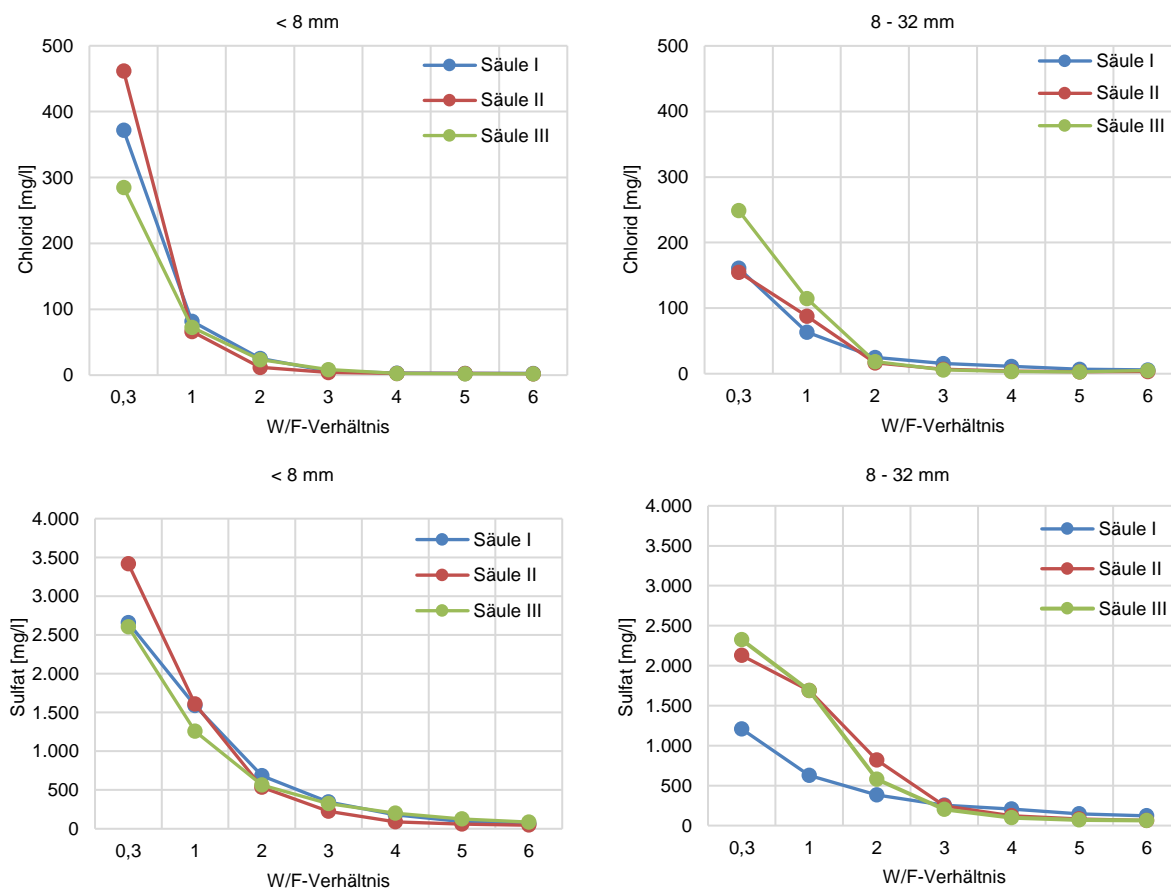 < 8 mm
500
400
300
200
100
0
Chlorid [mg/l]
0,3 1 2 3 4 5 6
W/F-Verhältnis
Säule I
Säule II
Säule III
8 - 32 mm
500
400
300
200
100
0
Chlorid [mg/l]
0,3 1 2 3 4 5 6
W/F-Verhältnis
Säule I
Säule II
Säule III
< 8 mm
4.000
3.500
3.000
2.500
2.000
1.500
1.000
500
0
Sulfat [mg/l]
0,3 1 2 3 4 5 6
W/F-Verhältnis
Säule I
Säule II
Säule III
8 - 32 mm
4.000
3.500
3.000
2.500
2.000
1.500
1.000
500
0
Sulfat [mg/l]
0,3 1 2 3 4 5 6
W/F-Verhältnis
Säule I
Säule II
Säule III